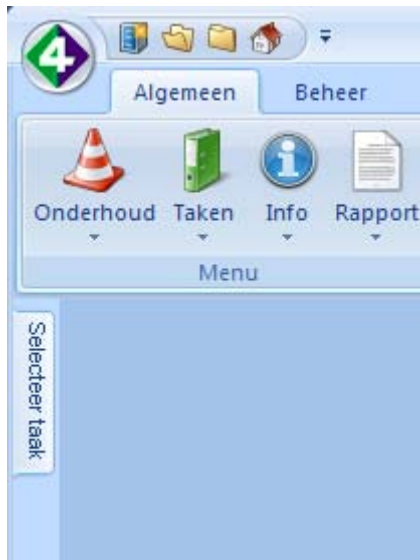 4
Algemeen Beheer
Onderhoud Taken Info Rapport
Menu
Selecteer taak